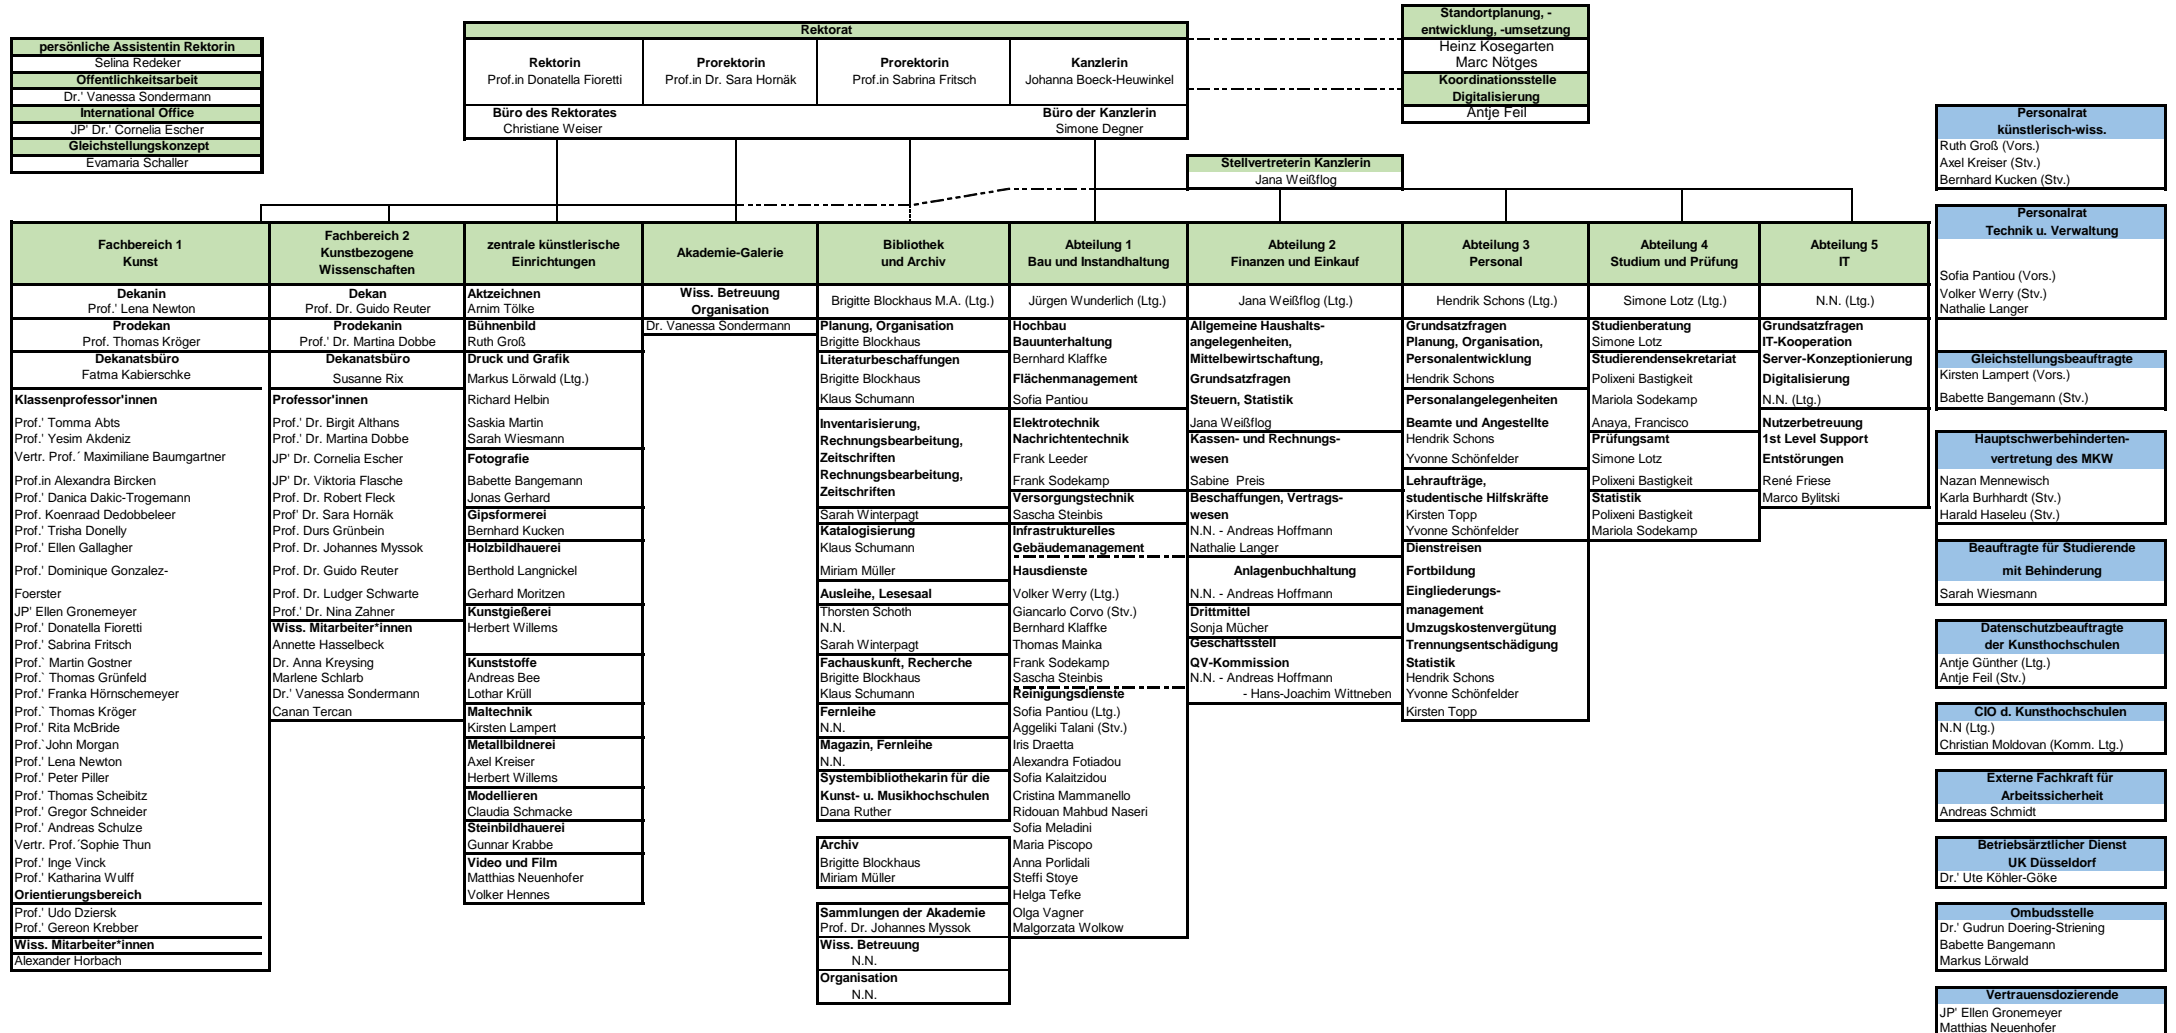 persönliche Assistentin Rektorin
Selina Redeker
Öffentlichkeitsarbeit
Dr.' Vanessa Sondermann
International Office
JP' Dr.' Cornelia Escher
Gleichstellungskonzept
Evamaria Schaller
Rektorat
Rektorin
Prof.in Donatella Fioretti
Prorektorin
Prof.in Dr. Sara Hornäk
Prorektorin
Prof.in Sabrina Fritsch
Kanzlerin
Johanna Boeck-Heuwinkel
Büro des Rektorates
Christiane Weiser
Büro der Kanzlerin
Simone Degner
Standortplanung, -
entwicklung, -umsetzung
Heinz Kosegarten
Marc Nötges
Koordinationsstelle
Digitalisierung
Antje Feil
Stellvertreterin Kanzlerin
Jana Weißflog
Fachbereich 1
Kunst
Dekanin
Prof.' Lena Newton
Prodekan
Prof. Thomas Kröger
Dekanatsbüro
Fatma Kabierschke
Klassenprofessor'innen
Prof.' Tomma Abts
Prof.' Yesim Akdeniz
Vertr. Prof.´ Maximiliane Baumgartner
Prof.in Alexandra Bircken
Prof.' Danica Dakic-Trogemann
Prof. Koenraad Dedobbeleer
Prof.' Trisha Donelly
Prof.' Ellen Gallagher
Prof.' Dominique Gonzalez-
Foerster
JP' Ellen Gronemeyer
Prof.' Donatella Fioretti
Prof.' Sabrina Fritsch
Prof.` Martin Gostner
Prof.` Thomas Grünfeld
Prof.' Franka Hörnschemeyer
Prof.` Thomas Kröger
Prof.' Rita McBride
Prof.`John Morgan
Prof.' Lena Newton
Prof.' Peter Piller
Prof.' Thomas Scheibitz
Prof.' Gregor Schneider
Prof.' Andreas Schulze
Vertr. Prof.´Sophie Thun
Prof.' Inge Vinck
Prof.' Katharina Wulff
Orientierungsbereich
Prof.' Udo Dziersk
Prof.' Gereon Krebber
Wiss. Mitarbeiter*innen
Alexander Horbach
Fachbereich 2
Kunstbezogene
Wissenschaften
Dekan
Prof. Dr. Guido Reuter
Prodekanin
Prof.' Dr. Martina Dobbe
Dekanatsbüro
Susanne Rix
Professor'innen
Prof.' Dr. Birgit Althans
Prof.' Dr. Martina Dobbe
JP' Dr. Cornelia Escher
JP' Dr. Viktoria Flasche
Prof. Dr. Robert Fleck
Prof' Dr. Sara Hornäk
Prof. Durs Grünbein
Prof. Dr. Johannes Myssok
Prof. Dr. Guido Reuter
Prof. Dr. Ludger Schwarte
Prof.' Dr. Nina Zahner
Wiss. Mitarbeiter*innen
Annette Hasselbeck
Dr. Anna Kreysing
Marlene Schlarb
Dr.' Vanessa Sondermann
Canan Tercan
zentrale künstlerische
Einrichtungen
Aktzeichnen
Arnim Tölke
Bühnenbild
Ruth Groß
Druck und Grafik
Markus Lörwald (Ltg.)
Richard Helbin
Saskia Martin
Sarah Wiesmann
Fotografie
Babette Bangemann
Jonas Gerhard
Gipsformerei
Bernhard Kucken
Holzbildhauerei
Berthold Langnickel
Gerhard Moritzen
Kunstgießerei
Herbert Willems
Kunststoffe
Andreas Bee
Lothar Krüll
Maltechnik
Kirsten Lampert
Metallbildnerei
Axel Kreiser
Herbert Willems
Modellieren
Claudia Schmacke
Steinbildhauerei
Gunnar Krabbe
Video und Film
Matthias Neuenhofer
Volker Hennes
Akademie-Galerie
Wiss. Betreuung
Organisation
Dr. Vanessa Sondermann
Bibliothek
und Archiv
Brigitte Blockhaus M.A. (Ltg.)
Planung, Organisation
Brigitte Blockhaus
Literaturbeschaffungen
Brigitte Blockhaus
Klaus Schumann
Inventarisierung,
Rechnungsbearbeitung,
Zeitschriften
Rechnungsbearbeitung,
Zeitschriften
Sarah Winterpagt
Katalogisierung
Klaus Schumann
Miriam Müller
Ausleihe, Lesesaal
Thorsten Schoth
N.N.
Sarah Winterpagt
Fachauskunft, Recherche
Brigitte Blockhaus
Klaus Schumann
Fernleihe
N.N.
Magazin, Fernleihe
N.N.
Systembibliothekarin für die
Kunst- u. Musikhochschulen
Dana Ruther
Archiv
Brigitte Blockhaus
Miriam Müller
Sammlungen der Akademie
Prof. Dr. Johannes Myssok
Wiss. Betreuung
N.N.
Organisation
N.N.
Abteilung 1
Bau und Instandhaltung
Jürgen Wunderlich (Ltg.)
Hochbau
Bauunterhaltung
Bernhard Klaffke
Flächenmanagement
Sofia Pantiou
Elektrotechnik
Nachrichtentechnik
Frank Leeder
Frank Sodekamp
Versorgungstechnik
Sascha Steinbis
Infrastrukturelles
Gebäudemanagement
Hausdienste
Volker Werry (Ltg.)
Giancarlo Corvo (Stv.)
Bernhard Klaffke
Thomas Mainka
Frank Sodekamp
Sascha Steinbis
Reinigungsdienste
Sofia Pantiou (Ltg.)
Aggeliki Talani (Stv.)
Iris Draetta
Alexandra Fotiadou
Sofia Kalaitzidou
Cristina Mammanello
Ridouan Mahbud Naseri
Sofia Meladini
Maria Piscopo
Anna Porlidali
Steffi Stoye
Helga Tefke
Olga Vagner
Malgorzata Wolkow
Abteilung 2
Finanzen und Einkauf
Jana Weißflog (Ltg.)
Allgemeine Haushalts-
angelegenheiten,
Mittelbewirtschaftung,
Grundsatzfragen
Steuern, Statistik
Jana Weißflog
Kassen- und Rechnungs-
wesen
Sabine Preis
Beschaffungen, Vertrags-
wesen
N.N. - Andreas Hoffmann
Nathalie Langer
Anlagenbuchhaltung
N.N. - Andreas Hoffmann
Drittmittel
Sonja Mücher
Geschäftsstell
QV-Kommission
N.N. - Andreas Hoffmann
- Hans-Joachim Wittneben
Abteilung 3
Personal
Hendrik Schons (Ltg.)
Grundsatzfragen
Planung, Organisation,
Personalentwicklung
Hendrik Schons
Personalangelegenheiten
Beamte und Angestellte
Hendrik Schons
Yvonne Schönfelder
Lehraufträge,
studentische Hilfskräfte
Kirsten Topp
Yvonne Schönfelder
Dienstreisen
Fortbildung
Eingliederungs-
management
Umzugskostenvergütung
Trennungsentschädigung
Statistik
Hendrik Schons
Yvonne Schönfelder
Kirsten Topp
Abteilung 4
Studium und Prüfung
Simone Lotz (Ltg.)
Studienberatung
Simone Lotz
Studierendensekretariat
Polixeni Bastigkeit
Mariola Sodekamp
Anaya, Francisco
Prüfungsamt
Simone Lotz
Polixeni Bastigkeit
Statistik
Polixeni Bastigkeit
Mariola Sodekamp
Abteilung 5
IT
N.N. (Ltg.)
Grundsatzfragen
IT-Kooperation
Server-Konzeptionierung
Digitalisierung
N.N. (Ltg.)
Nutzerbetreuung
1st Level Support
Entstörungen
René Friese
Marco Bylitski
Personalrat
künstlerisch-wiss.
Ruth Groß (Vors.)
Axel Kreiser (Stv.)
Bernhard Kucken (Stv.)
Personalrat
Technik u. Verwaltung
Sofia Pantiou (Vors.)
Volker Werry (Stv.)
Nathalie Langer
Gleichstellungsbeauftragte
Kirsten Lampert (Vors.)
Babette Bangemann (Stv.)
Hauptschwerbehinderten-
vertretung des MKW
Nazan Mennewisch
Karla Burhhardt (Stv.)
Harald Haseleu (Stv.)
Beauftragte für Studierende
mit Behinderung
Sarah Wiesmann
Datenschutzbeauftragte
der Kunsthochschulen
Antje Günther (Ltg.)
Antje Feil (Stv.)
CIO d. Kunsthochschulen
N.N (Ltg.)
Christian Moldovan (Komm. Ltg.)
Externe Fachkraft für
Arbeitssicherheit
Andreas Schmidt
Betriebsärztlicher Dienst
UK Düsseldorf
Dr.' Ute Köhler-Göke
Ombudsstelle
Dr.' Gudrun Doering-Striening
Babette Bangemann
Markus Lörwald
Vertrauensdozierende
JP' Ellen Gronemeyer
Matthias Neuenhofer